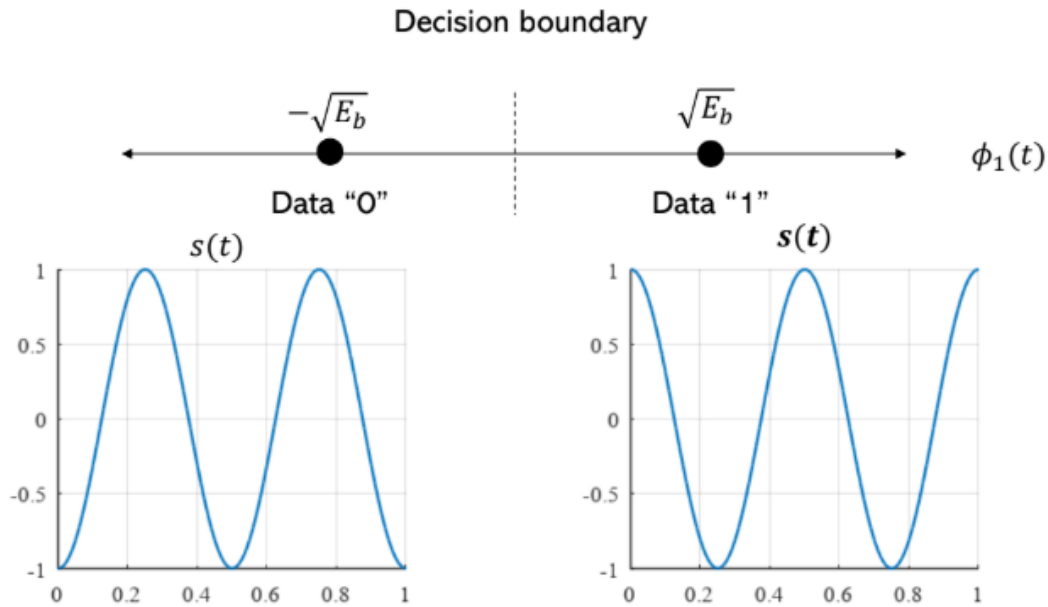 Decision boundary
−√E_b
√E_b
ϕ₁(t)
Data “0”
Data “1”
s(t)
s(t)
1
0.5
0
-0.5
-1
0 0.2 0.4 0.6 0.8 1
1
0.5
0
-0.5
-1
0 0.2 0.4 0.6 0.8 1